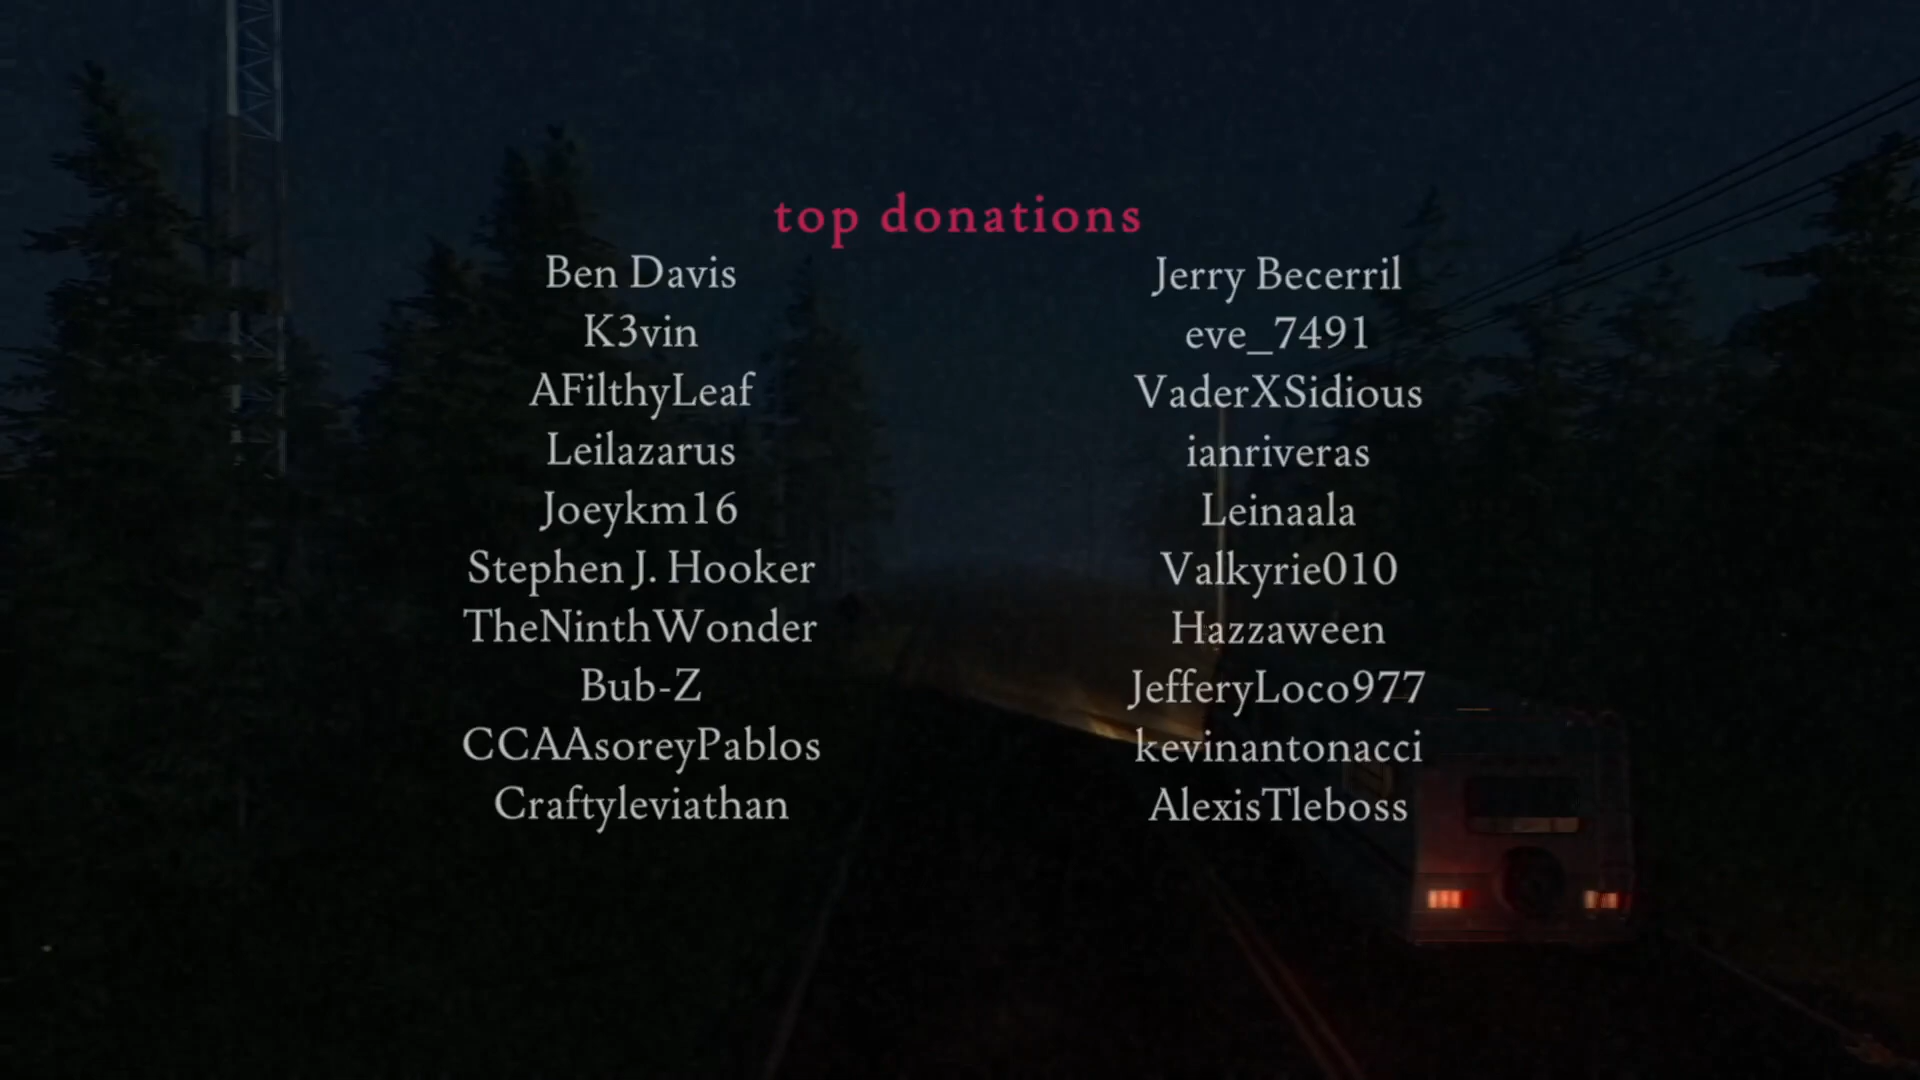 top donations
Ben Davis
K3vin
AFilthyLeaf
Leilazarus
Joeykm16
Stephen J. Hooker
TheNinthWonder
Bub-Z
CCAAsoreyPablos
Craftyleviathan
Jerry Becerril
eve_7491
VaderXSidious
ianriveras
Leinaala
Valkyrie010
Hazzaween
JefferyLoco977
kevinantonacci
AlexisTleboss